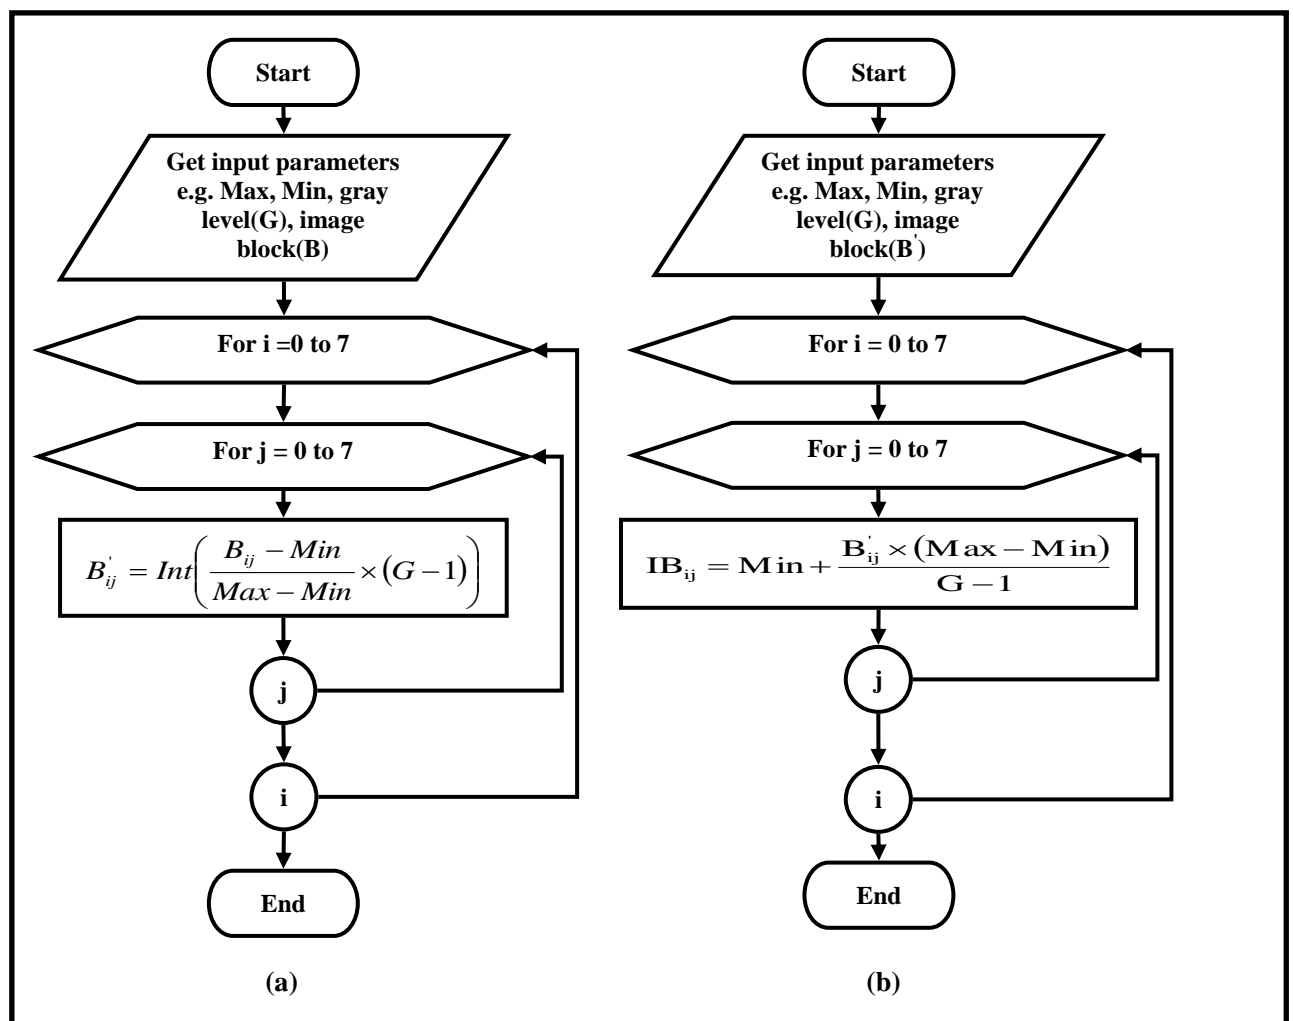 Start
Get input parameters
e.g. Max, Min, gray
level(G), image
block(B)
For i =0 to 7
For j = 0 to 7
B'ij = Int( (Bij − Min)/(Max − Min) × (G − 1) )
j
i
End
(a)
Start
Get input parameters
e.g. Max, Min, gray
level(G), image
block(B')
For i = 0 to 7
For j = 0 to 7
IBij = Min + (B'ij × (Max − Min))/(G − 1)
j
i
End
(b)